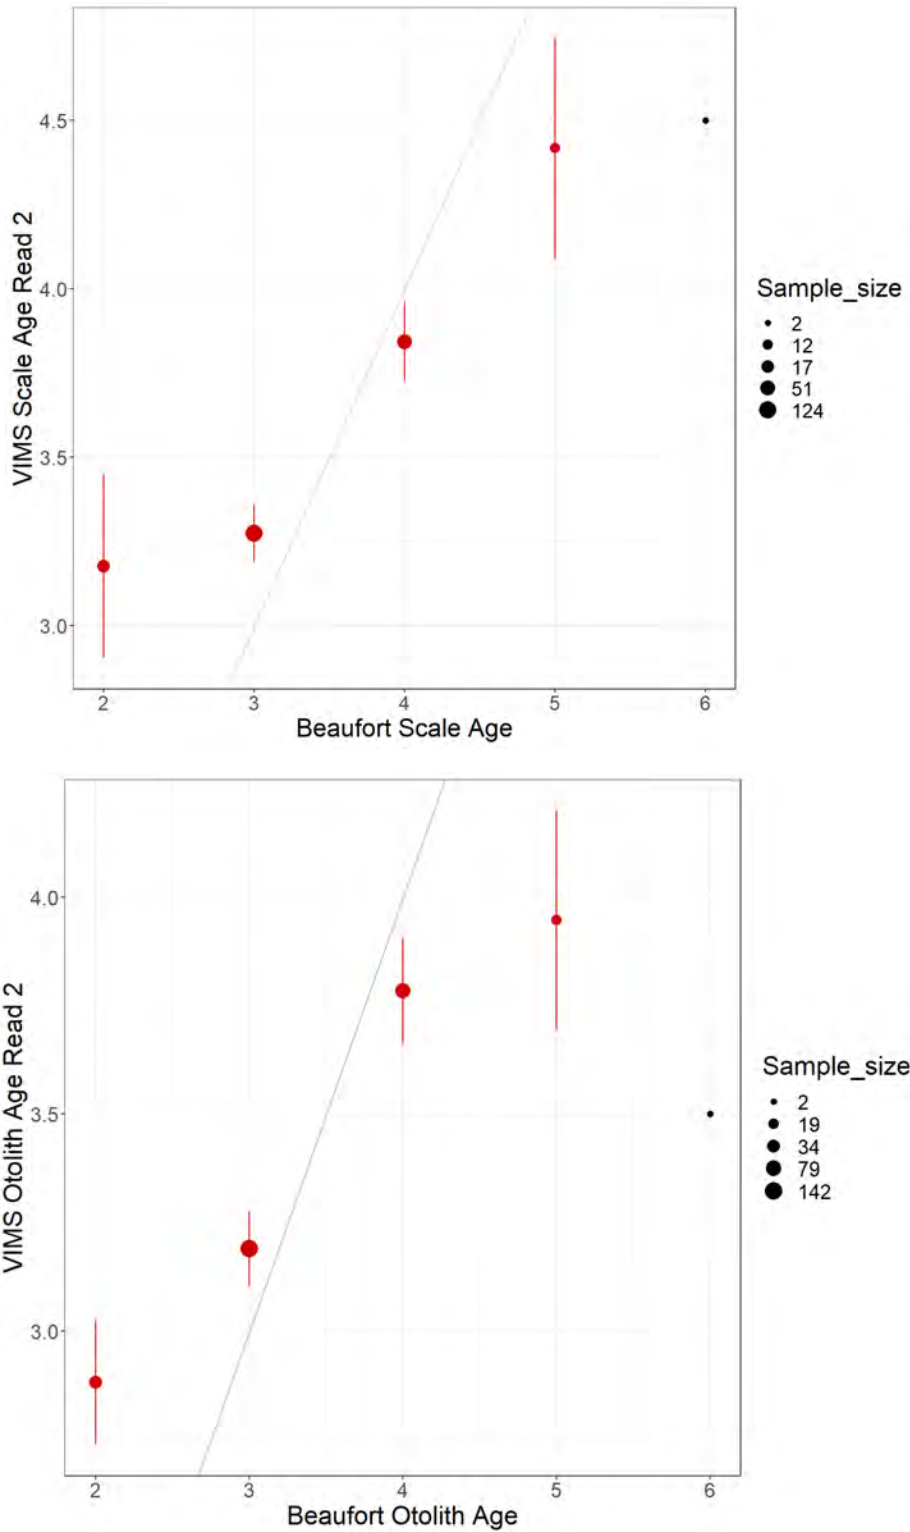 4.5
4.0
3.5
3.0
VIMS Scale Age Read 2
2 3 4 5 6
Beaufort Scale Age
Sample_size
2
12
17
51
124
4.0
3.5
3.0
VIMS Otolith Age Read 2
2 3 4 5 6
Beaufort Otolith Age
Sample_size
2
19
34
79
142